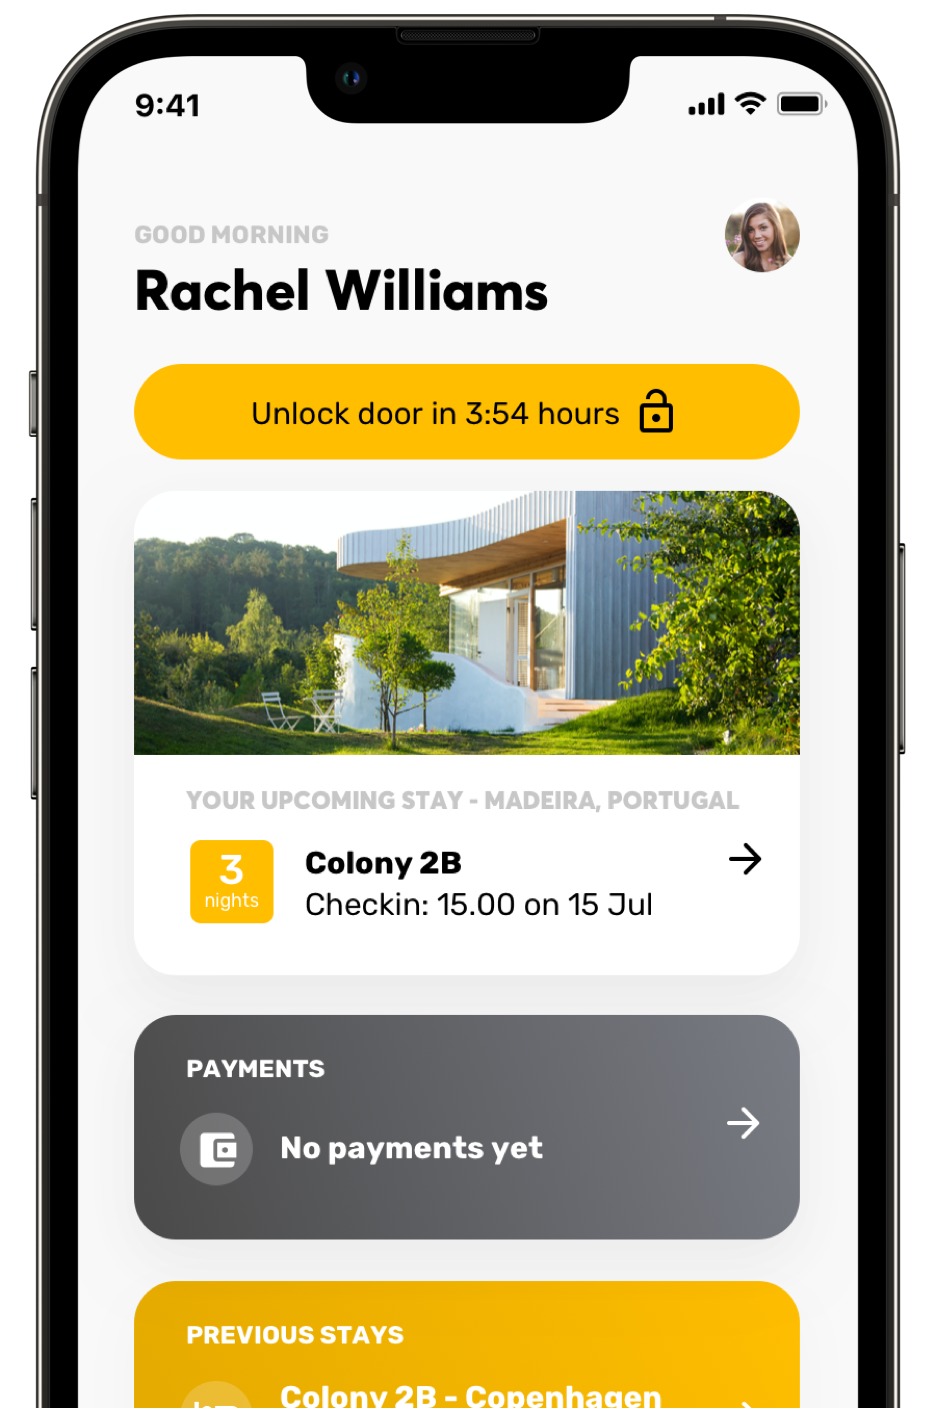 9:41
GOOD MORNING
Rachel Williams
Unlock door in 3:54 hours
YOUR UPCOMING STAY - MADEIRA, PORTUGAL
3
nights
Colony 2B
Checkin: 15.00 on 15 Jul
PAYMENTS
No payments yet
PREVIOUS STAYS
Colony 2B - Copenhagen